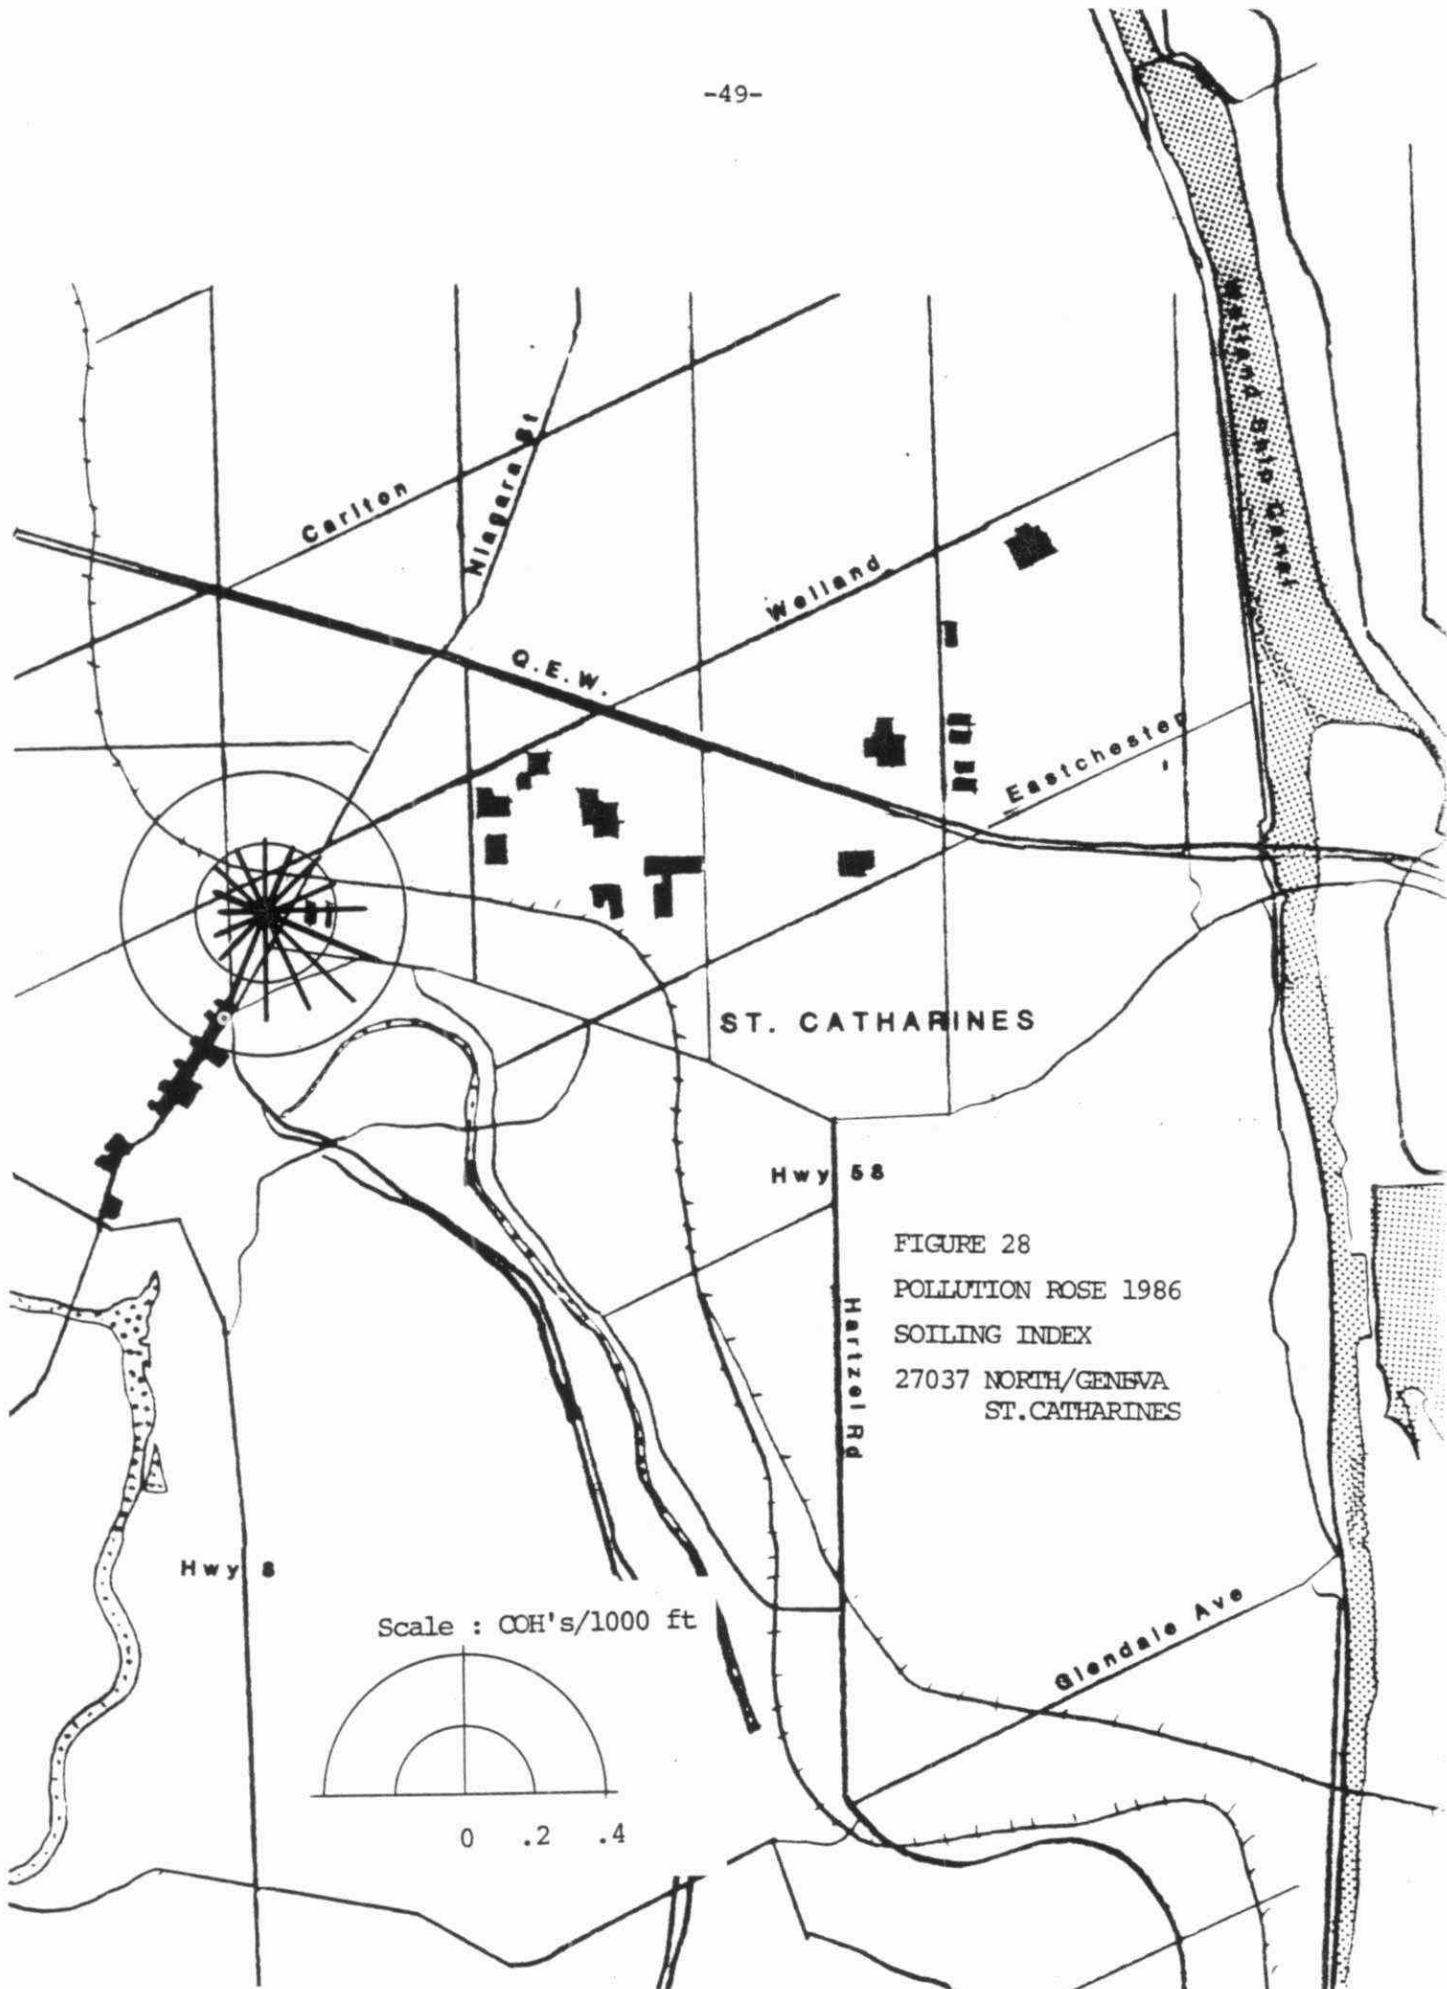 -49-
Welland Ship Canal
Niagara St
Carlton
Welland
Q.E.W.
Eastchester
ST. CATHARINES
Hwy 58
FIGURE 28
POLLUTION ROSE 1986
SOILING INDEX
27037 NORTH/GENEVA
ST.CATHARINES
Hartzel Rd
Hwy 8
Glendale Ave
Scale : COH's/1000 ft
0 .2 .4